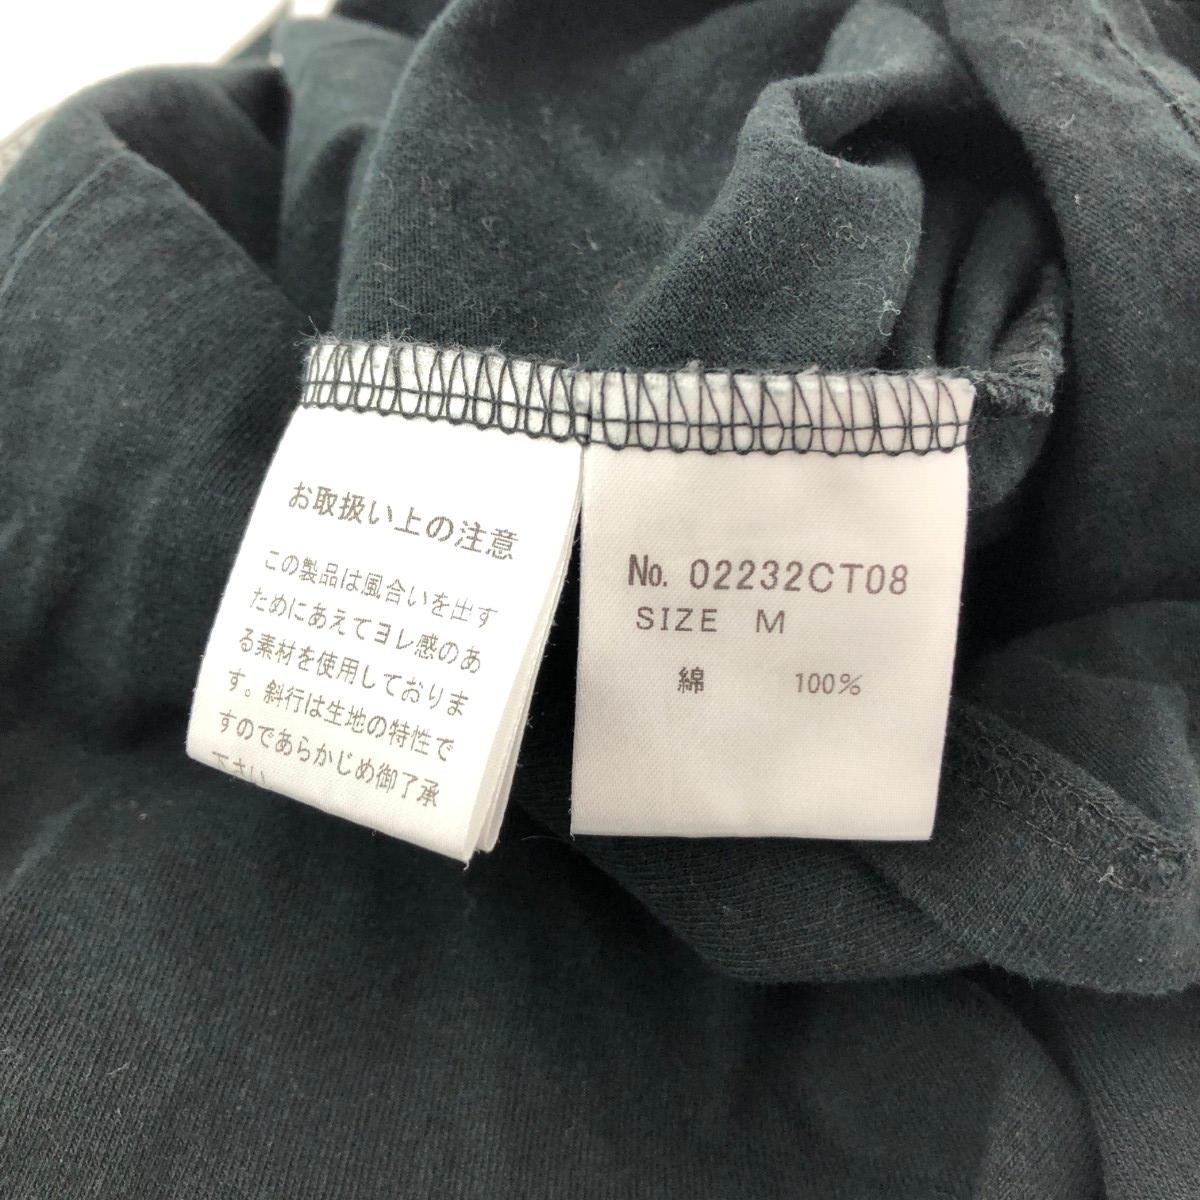 お取扱い上の注意
この製品は風合いを出す
ためにあえてヨレ感のあ
る素材を使用しておりま
す。斜行は生地の特性で
すのであらかじめ御了承
下さい
No. 02232CT08
SIZE M
綿 100%